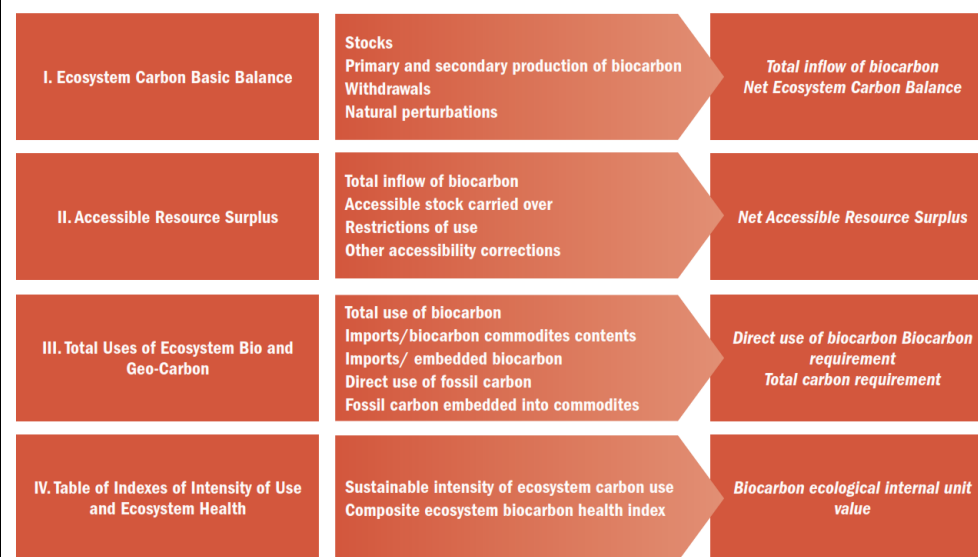 I. Ecosystem Carbon Basic Balance
Stocks
Primary and secondary production of biocarbon
Withdrawals
Natural perturbations
Total inflow of biocarbon
Net Ecosystem Carbon Balance
II. Accessible Resource Surplus
Total inflow of biocarbon
Accessible stock carried over
Restrictions of use
Other accessibility corrections
Net Accessible Resource Surplus
III. Total Uses of Ecosystem Bio and
Geo-Carbon
Total use of biocarbon
Imports/biocarbon commodites contents
Imports/ embedded biocarbon
Direct use of fossil carbon
Fossil carbon embedded into commodites
Direct use of biocarbon Biocarbon
requirement
Total carbon requirement
IV. Table of Indexes of Intensity of Use
and Ecosystem Health
Sustainable intensity of ecosystem carbon use
Composite ecosystem biocarbon health index
Biocarbon ecological internal unit
value